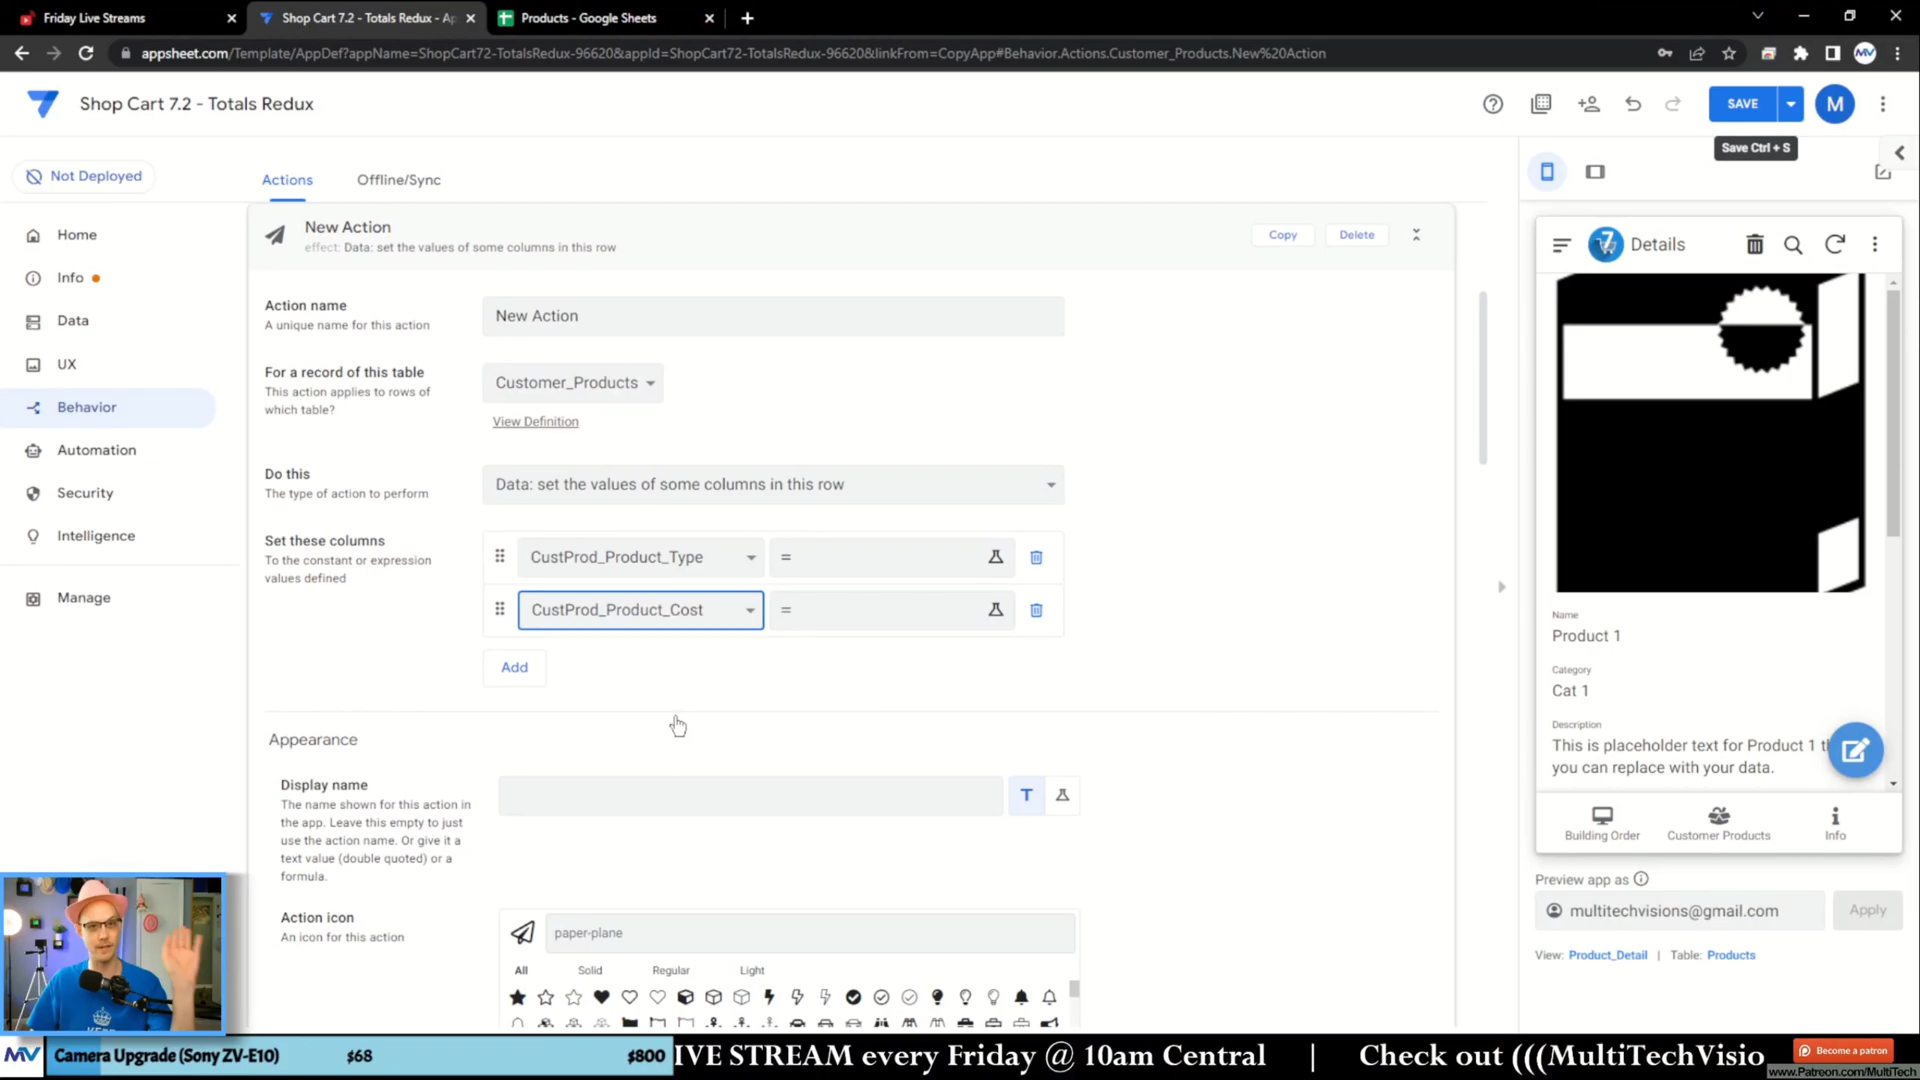 Friday Live Streams
Shop Cart 7.2 - Totals Redux - Ap
Products - Google Sheets
appsheet.com/Template/AppDef?appName=ShopCart72-TotalsRedux-96620&appId=ShopCart72-TotalsRedux-96620&linkFrom=CopyApp#Behavior.Actions.Customer_Products.New%20Action
MV
Shop Cart 7.2 - Totals Redux
SAVE
M
Save Ctrl + S
Not Deployed
Actions
Offline/Sync
Home
Info
Data
UX
Behavior
Automation
Security
Intelligence
Manage
New Action
effect: Data: set the values of some columns in this row
Copy
Delete
Action name
A unique name for this action
New Action
For a record of this table
This action applies to rows of
which table?
Customer_Products
View Definition
Do this
The type of action to perform
Data: set the values of some columns in this row
Set these columns
To the constant or expression
values defined
CustProd_Product_Type
=
CustProd_Product_Cost
=
Add
Appearance
Display name
The name shown for this action in
the app. Leave this empty to just
use the action name. Or give it a
text value (double quoted) or a
formula.
T
Action icon
An icon for this action
paper-plane
All
Solid
Regular
Light
7
Details
Name
Product 1
Category
Cat 1
Description
This is placeholder text for Product 1 th
you can replace with your data.
Building Order
Customer Products
Info
Preview app as
multitechvisions@gmail.com
Apply
View: Product_Detail | Table: Products
MV
Camera Upgrade (Sony ZV-E10)
$68
$800
IVE STREAM every Friday @ 10am Central | Check out (((MultiTechVisio
Become a patron
www.Patreon.com/MultiTech